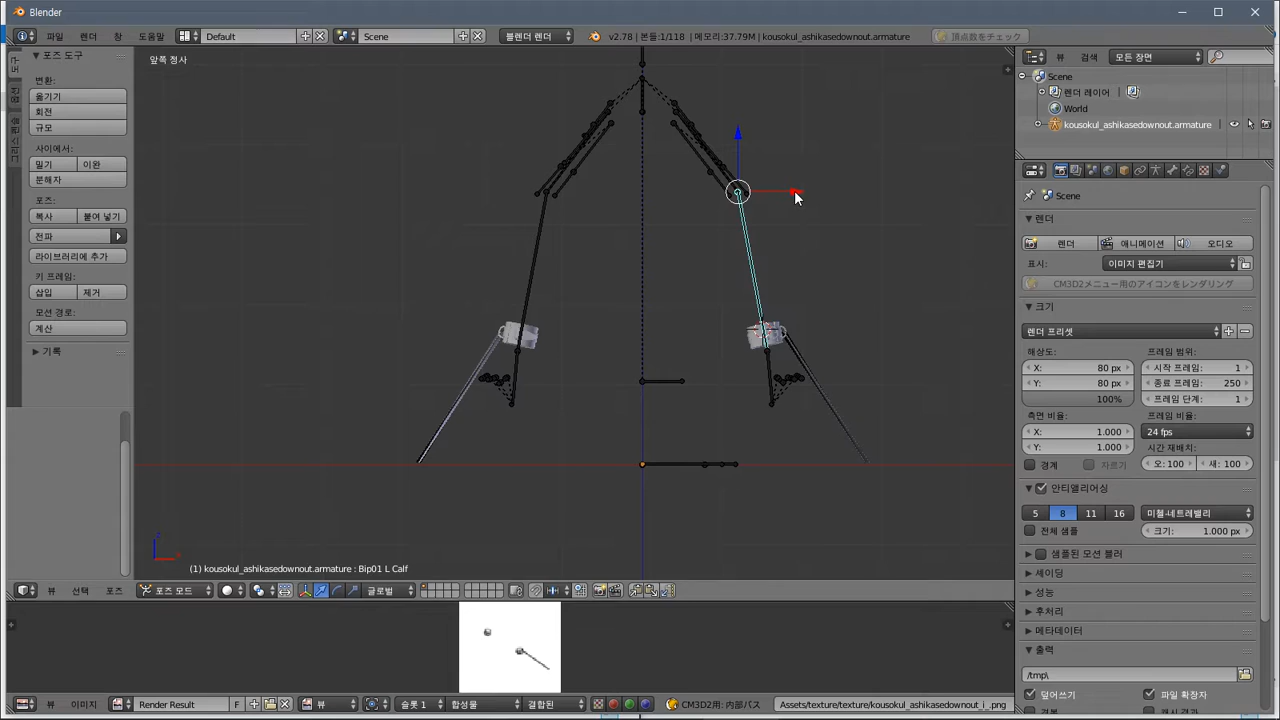 Blender
파일 렌더 창 도움말 Default Scene 블렌더 렌더 v2.78 | 본들:1/118 | 메모리:37.79M | kousokul_ashikasedownout.armature 頂点数をチェック
포즈 도구
변환:
옮기기
회전
규모
사이에서:
밀기 이완
분해자
포즈:
복사 붙여 넣기
전파
라이브러리에 추가
키 프레임:
삽입 제거
모션 경로:
계산
기록
앞쪽 정사
(1) kousokul_ashikasedownout.armature : Bip01 L Calf
뷰 선택 포즈 포즈 모드 글로벌
뷰 검색 모든 장면
Scene
렌더 레이어
World
kousokul_ashikasedownout.armature
Scene
렌더
렌더 애니메이션 오디오
표시: 이미지 편집기
CM3D2メニュー用のアイコンをレンダリング
크기
렌더 프리셋
해상도: 프레임 범위:
X: 80 px 시작 프레임: 1
Y: 80 px 종료 프레임: 250
100% 프레임 단계: 1
측면 비율: 프레임 비율:
X: 1.000 24 fps
Y: 1.000 시간 재배치:
경계 자르기 오: 100 새: 100
안티앨리어싱
5 8 11 16 미첼-네트래벌리
전체 샘플 크기: 1.000 px
샘플된 모션 블러
셰이딩
성능
후처리
메타데이터
출력
/tmp\
덮어쓰기 파일 확장자
뷰 이미지 Render Result F 뷰 슬롯 1 합성물 결합된 CM3D2用: 内部パス Assets/texture/texture/kousokul_ashikasedownout_i_.png